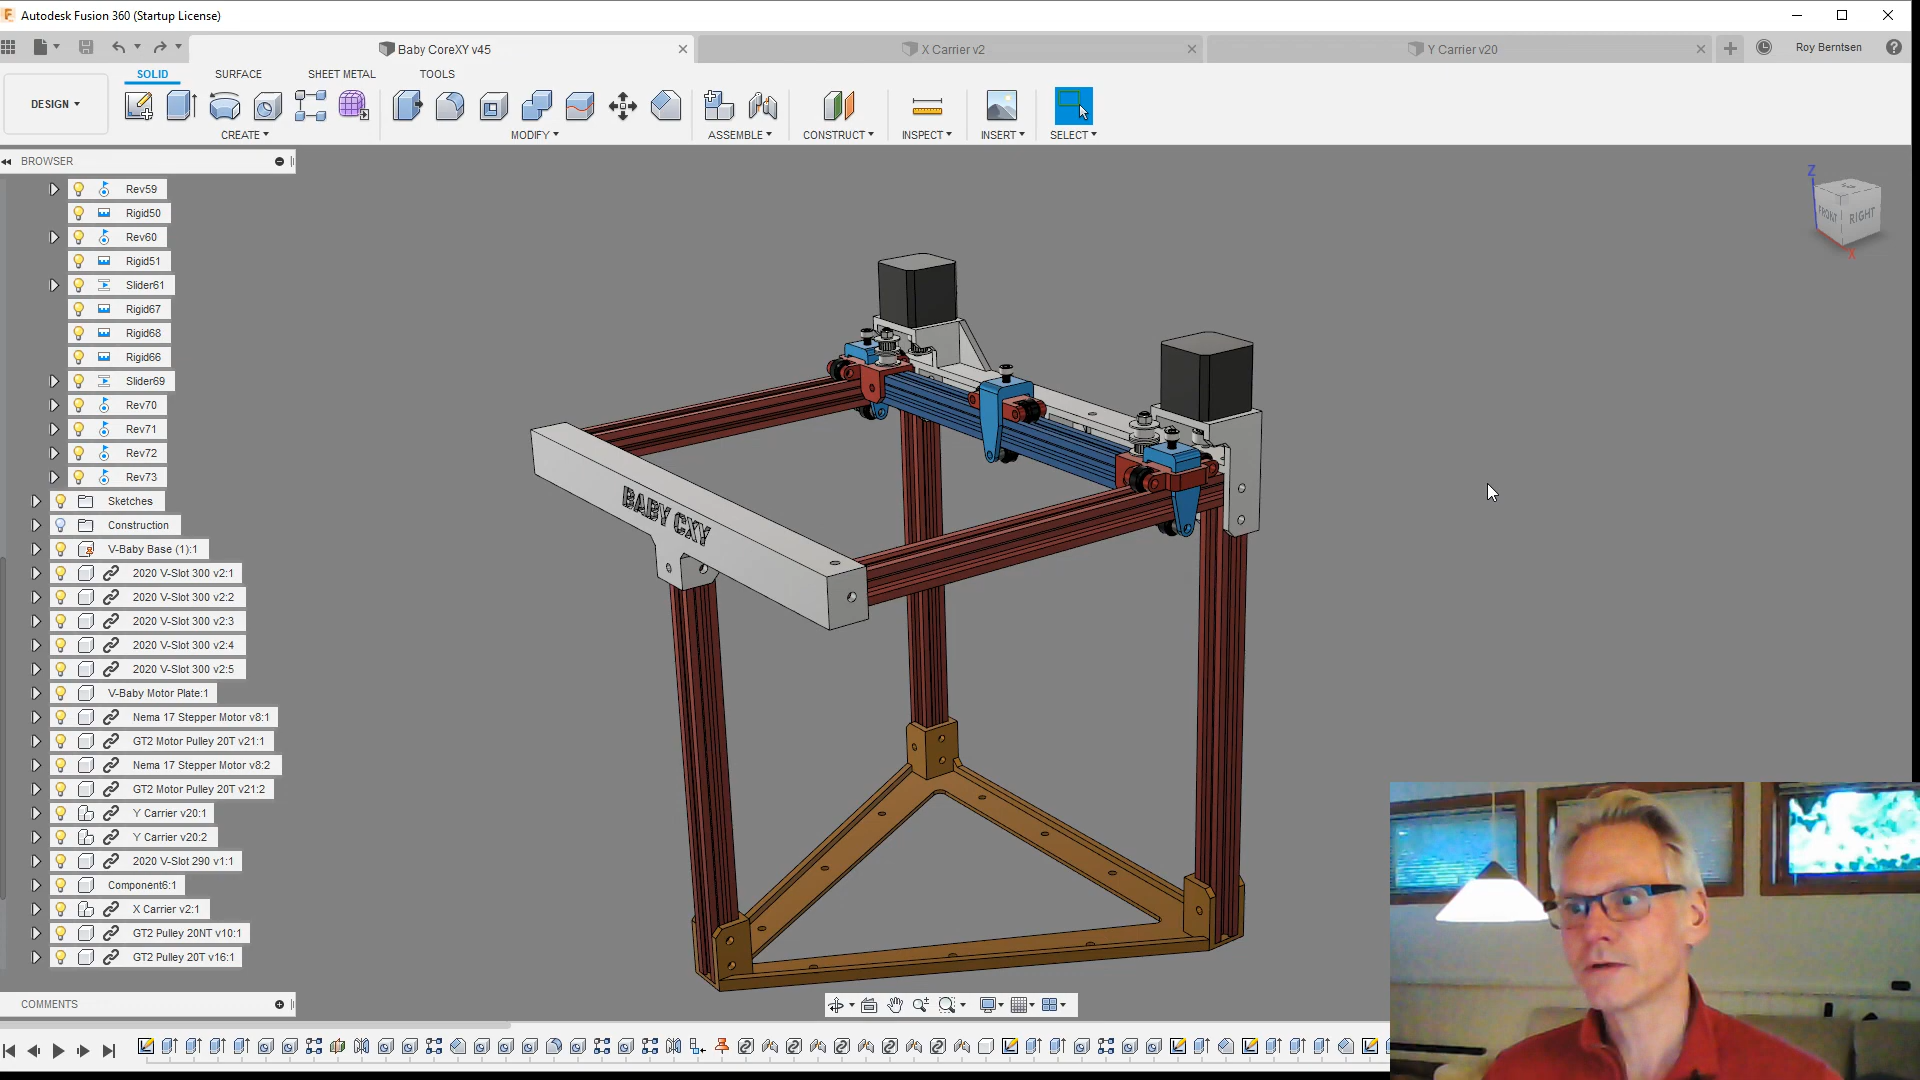 Autodesk Fusion 360 (Startup License)
Baby CoreXY v45
X Carrier v2
Y Carrier v20
Roy Berntsen
DESIGN
SOLID
SURFACE
SHEET METAL
TOOLS
CREATE
MODIFY
ASSEMBLE
CONSTRUCT
INSPECT
INSERT
SELECT
BROWSER
Rev59
Rigid50
Rev60
Rigid51
Slider61
Rigid67
Rigid68
Rigid66
Slider69
Rev70
Rev71
Rev72
Rev73
Sketches
Construction
V-Baby Base (1):1
2020 V-Slot 300 v2:1
2020 V-Slot 300 v2:2
2020 V-Slot 300 v2:3
2020 V-Slot 300 v2:4
2020 V-Slot 300 v2:5
V-Baby Motor Plate:1
Nema 17 Stepper Motor v8:1
GT2 Motor Pulley 20T v21:1
Nema 17 Stepper Motor v8:2
GT2 Motor Pulley 20T v21:2
Y Carrier v20:1
Y Carrier v20:2
2020 V-Slot 290 v1:1
Component6:1
X Carrier v2:1
GT2 Pulley 20NT v10:1
GT2 Pulley 20T v16:1
COMMENTS
BABY CXY
Z
FRONT
RIGHT
X